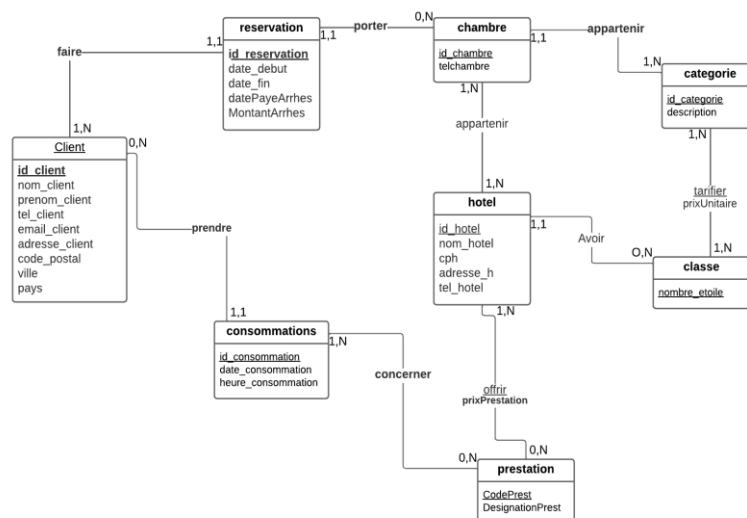 reservation
id_reservation
date_debut
date_fin
datePayeArrhes
MontantArrhes
1,1
1,1
porter
0,N
chambre
id_chambre
telchambre
1,1
1,N
appartenir
1,N
categorie
id_categorie
description
1,N
faire
1,N
0,N
Client
id_client
nom_client
prenom_client
tel_client
email_client
adresse_client
code_postal
ville
pays
appartenir
1,N
hotel
id_hotel
nom_hotel
cph
adresse_h
tel_hotel
1,1
1,N
tarifier
prixUnitaire
1,N
Avoir
O,N
classe
nombre_etoile
prendre
1,1
consommations
id_consommation
date_consommation
heure_consommation
1,N
concerner
0,N
offrir
prixPrestation
0,N
prestation
CodePrest
DesignationPrest